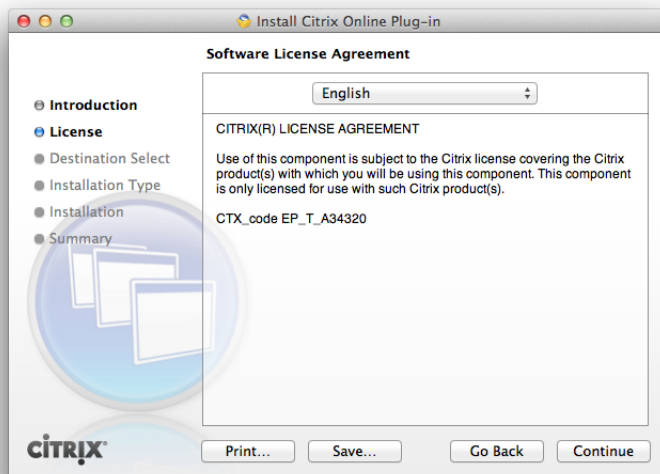 Install Citrix Online Plug-in
Software License Agreement
Introduction
License
Destination Select
Installation Type
Installation
Summary
English
CITRIX(R) LICENSE AGREEMENT
Use of this component is subject to the Citrix license covering the Citrix
product(s) with which you will be using this component. This component
is only licensed for use with such Citrix product(s).
CTX_code EP_T_A34320
CITRIX®
Print... Save... Go Back Continue